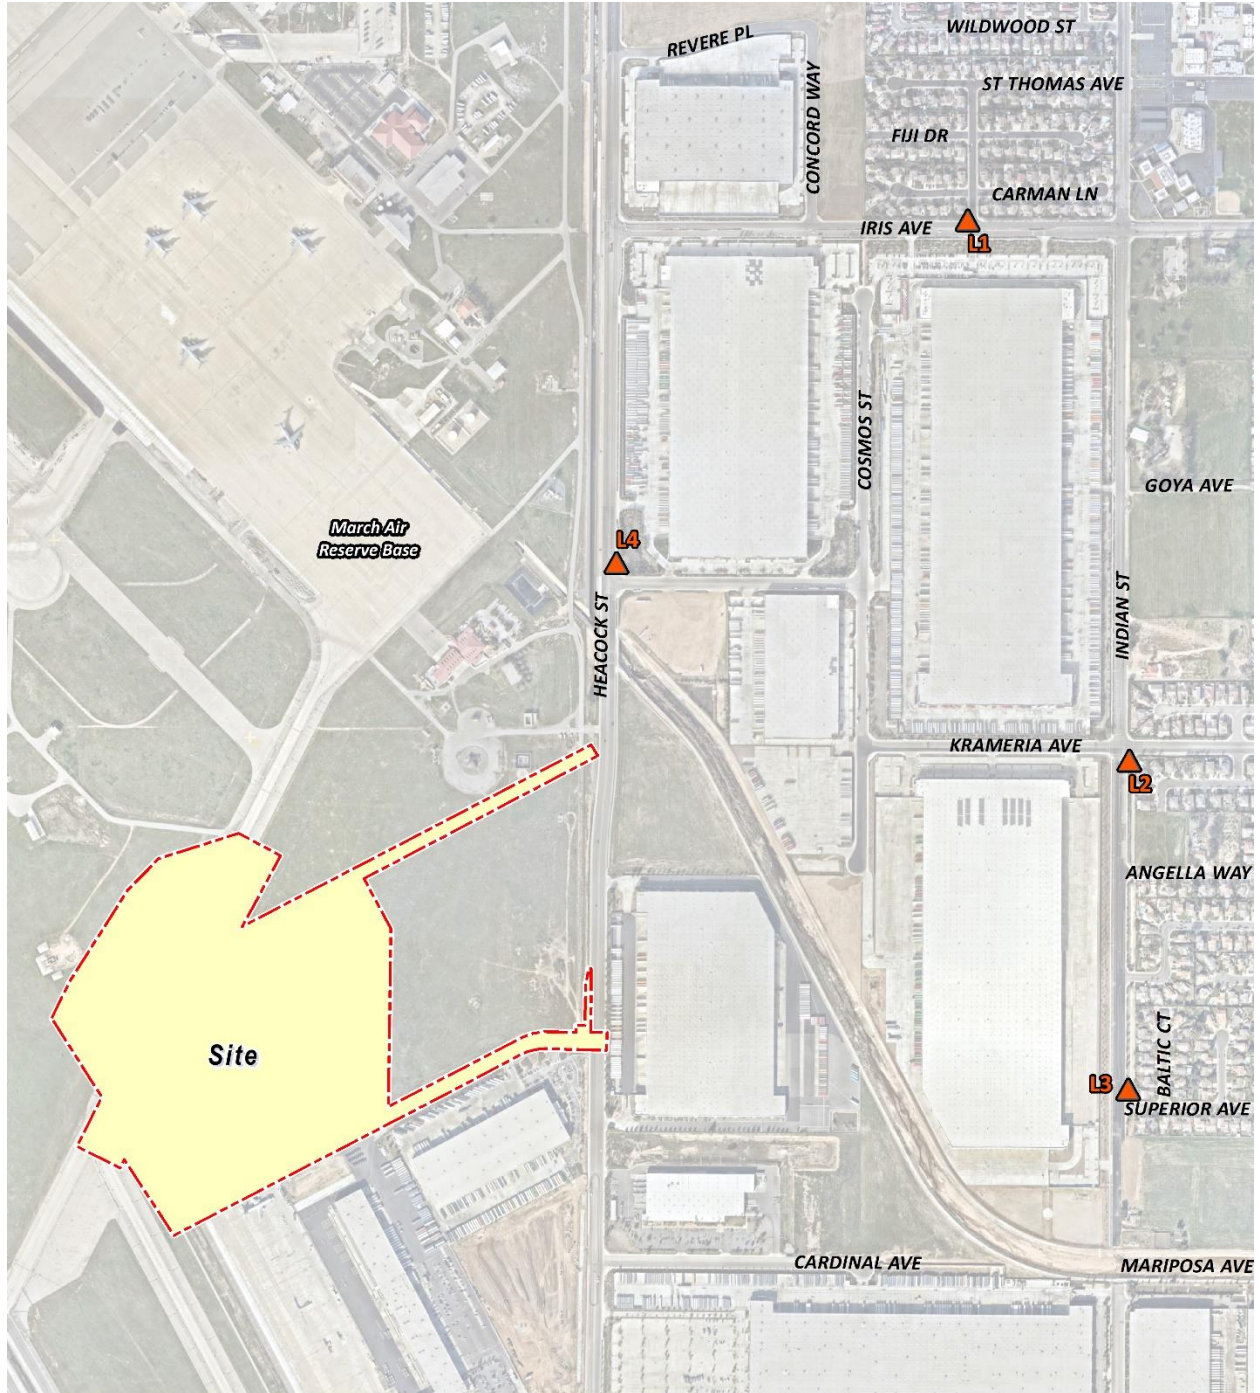 WILDWOOD ST
REVERE PL
ST THOMAS AVE
CONCORD WAY
FIJI DR
CARMAN LN
IRIS AVE
L1
COSMOS ST
GOYA AVE
March Air
Reserve Base
L4
HEACOCK ST
INDIAN ST
KRAMERIA AVE
L2
ANGELLA WAY
Site
BALTIC CT
L3
SUPERIOR AVE
CARDINAL AVE
MARIPOSA AVE